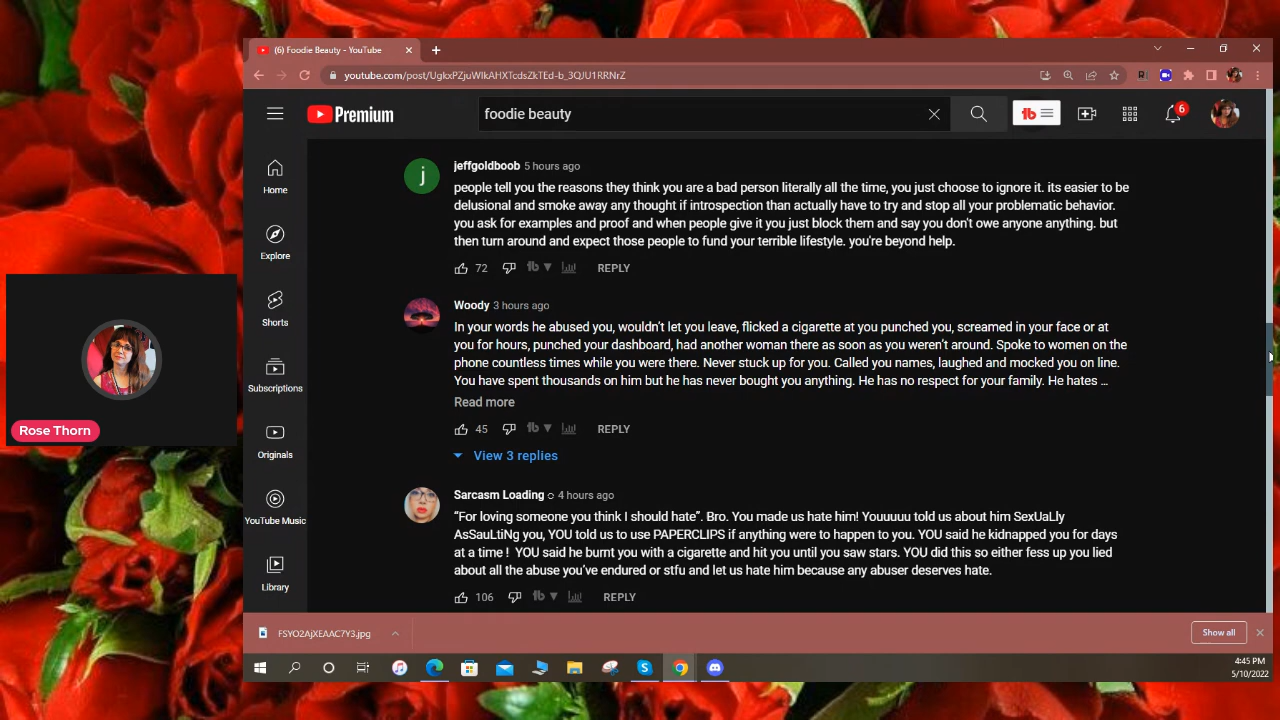 (6) Foodie Beauty - YouTube
Premium
foodie beauty
6
Home
Explore
Shorts
Subscriptions
Originals
YouTube Music
Library
Rose Thorn
j
jeffgoldboob 5 hours ago
people tell you the reasons they think you are a bad person literally all the time, you just choose to ignore it. its easier to be
delusional and smoke away any thought if introspection than actually have to try and stop all your problematic behavior.
you ask for examples and proof and when people give it you just block them and say you don't owe anyone anything. but
then turn around and expect those people to fund your terrible lifestyle. you're beyond help.
72 REPLY
Woody 3 hours ago
In your words he abused you, wouldn't let you leave, flicked a cigarette at you punched you, screamed in your face or at
you for hours, punched your dashboard, had another woman there as soon as you weren't around. Spoke to women on the
phone countless times while you were there. Never stuck up for you. Called you names, laughed and mocked you on line.
You have spent thousands on him but he has never bought you anything. He has no respect for your family. He hates ...
Read more
45 REPLY
View 3 replies
Sarcasm Loading 4 hours ago
“For loving someone you think I should hate”. Bro. You made us hate him! Youuuuu told us about him SexUaLly
AsSauLtiNg you, YOU told us to use PAPERCLIPS if anything were to happen to you. YOU said he kidnapped you for days
at a time ! YOU said he burnt you with a cigarette and hit you until you saw stars. YOU did this so either fess up you lied
about all the abuse you’ve endured or stfu and let us hate him because any abuser deserves hate.
106 REPLY
FSYO2AjXEAAC7Y3.jpg
Show all
4:45 PM
5/10/2022